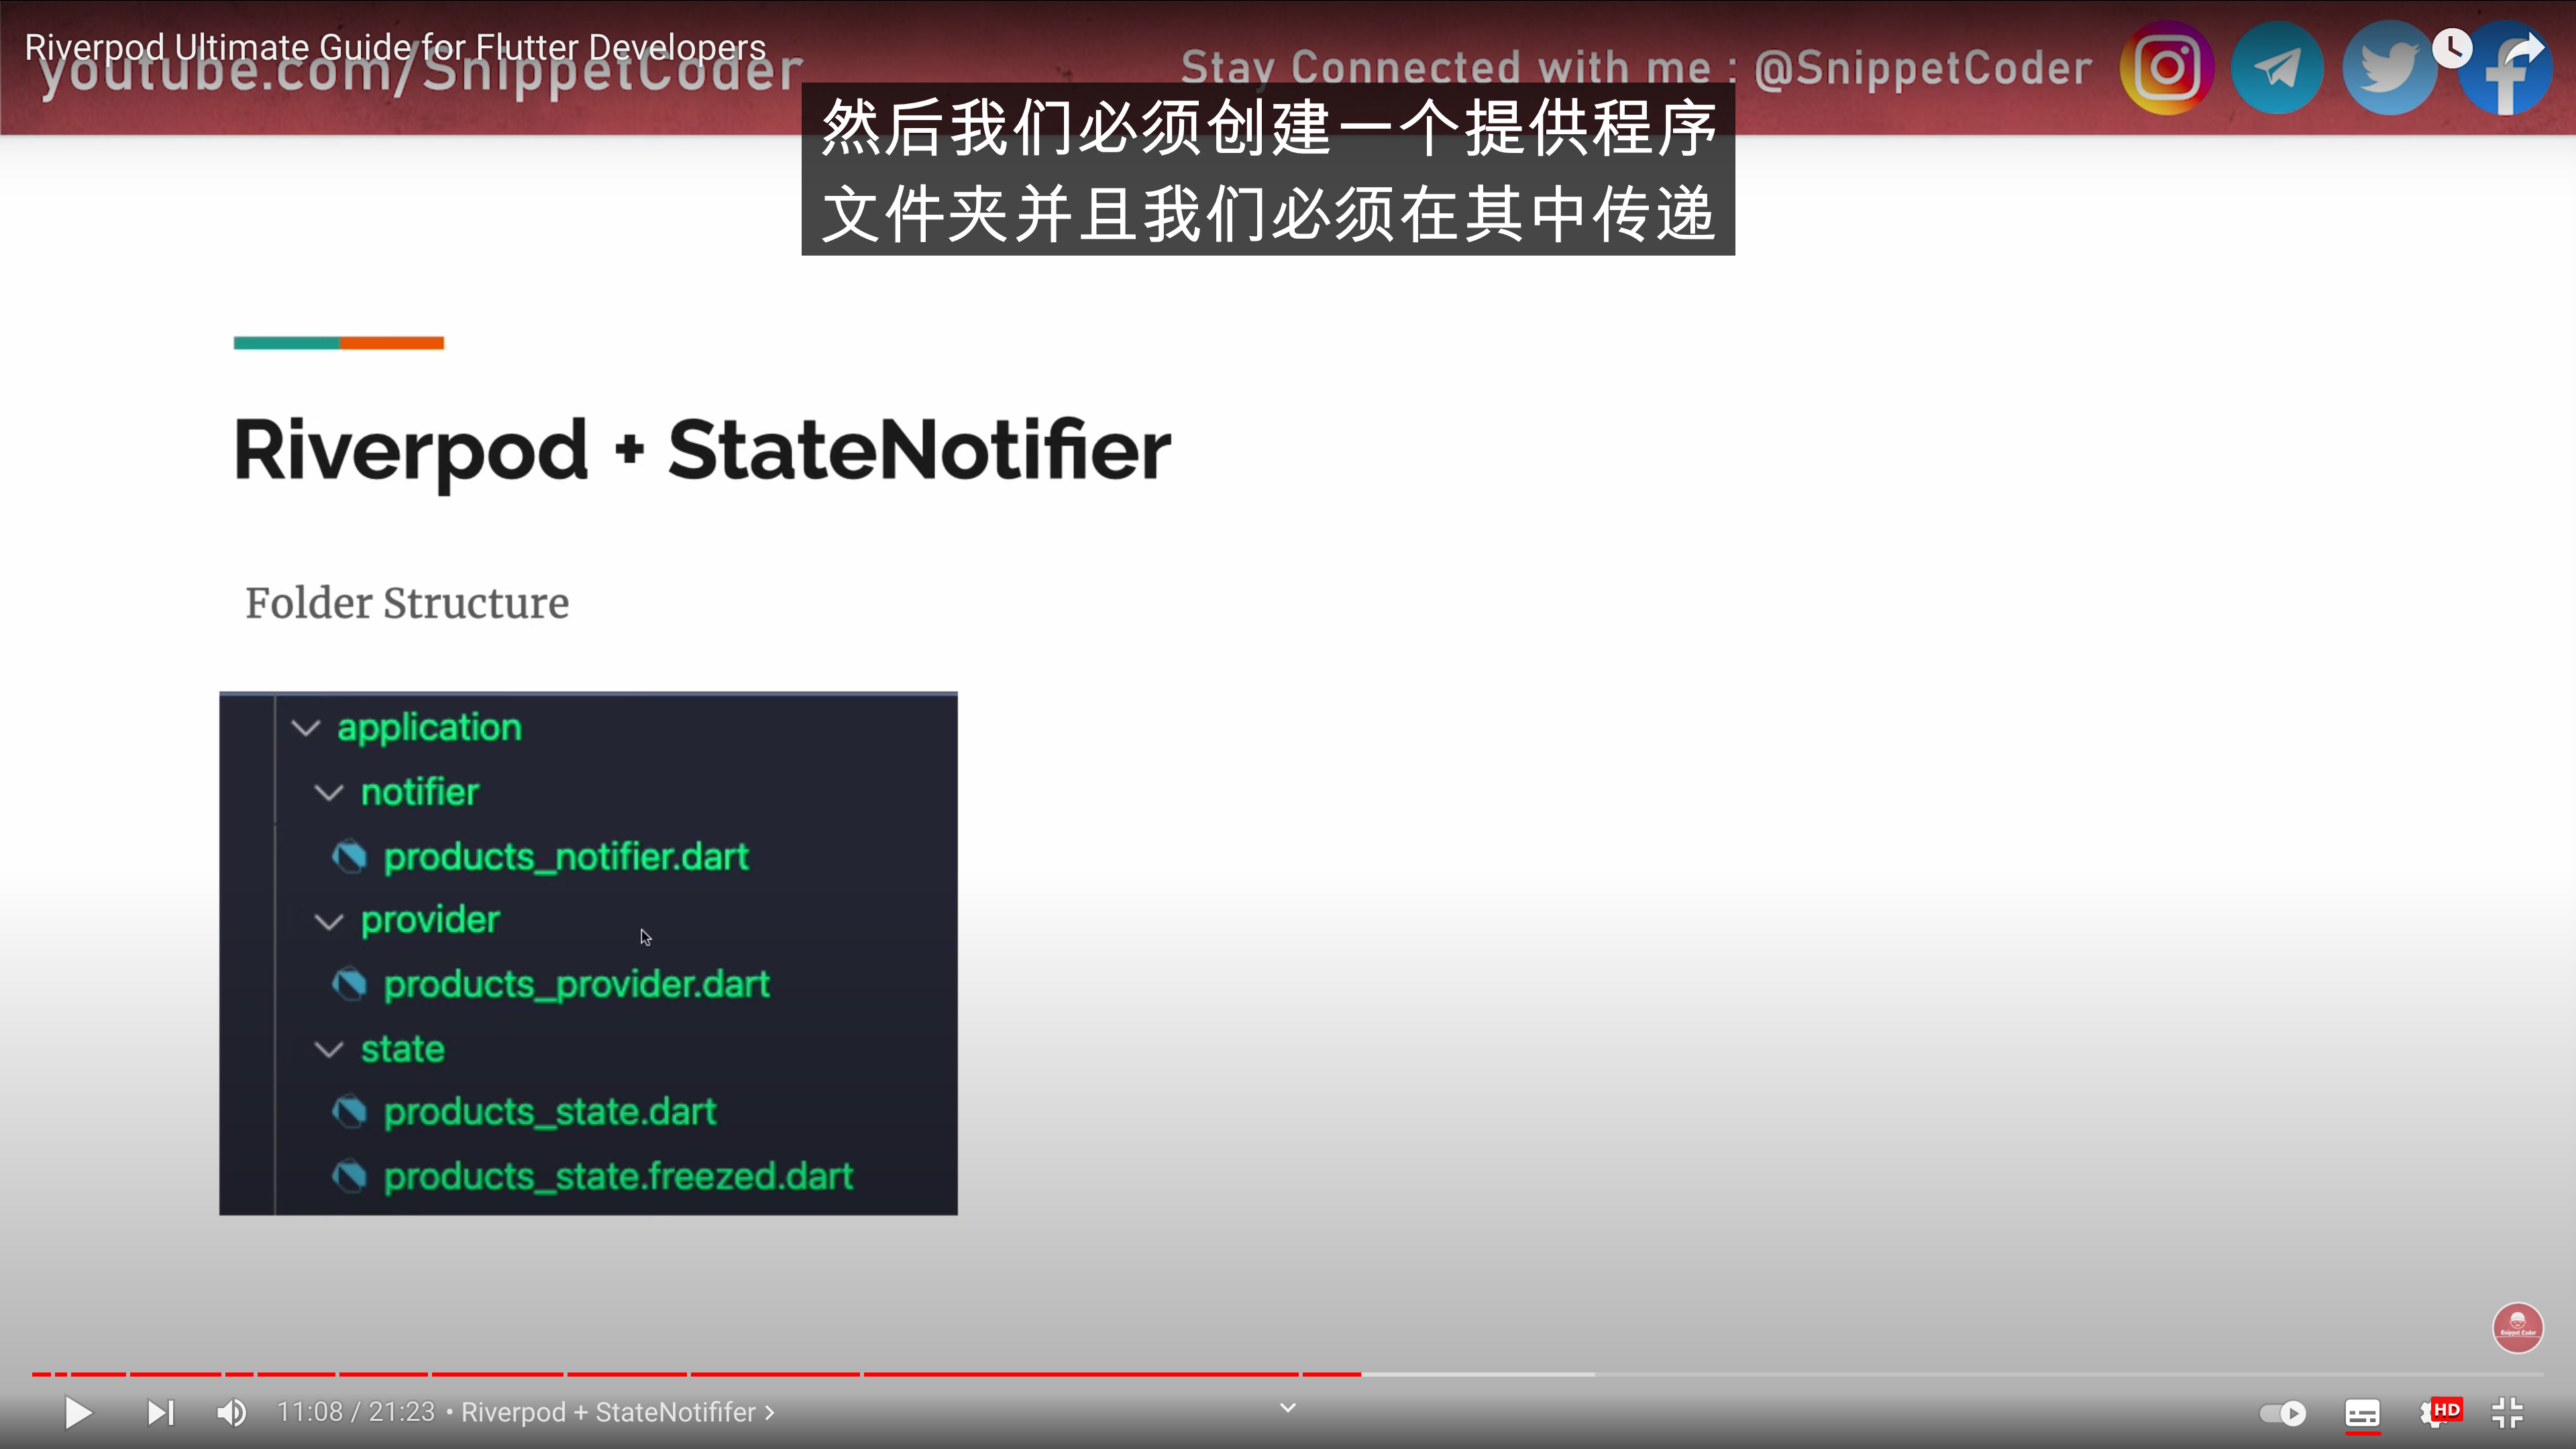 Riverpod Ultimate Guide for Flutter Developers
youtube.com/SnippetCoder
Stay Connected with me : @SnippetCoder
然后我们必须创建一个提供程序
文件夹并且我们必须在其中传递
Riverpod + StateNotifier
Folder Structure
application
notifier
products_notifier.dart
provider
products_provider.dart
state
products_state.dart
products_state.freezed.dart
Snippet Coder
11:08 / 21:23 • Riverpod + StateNotififer
HD